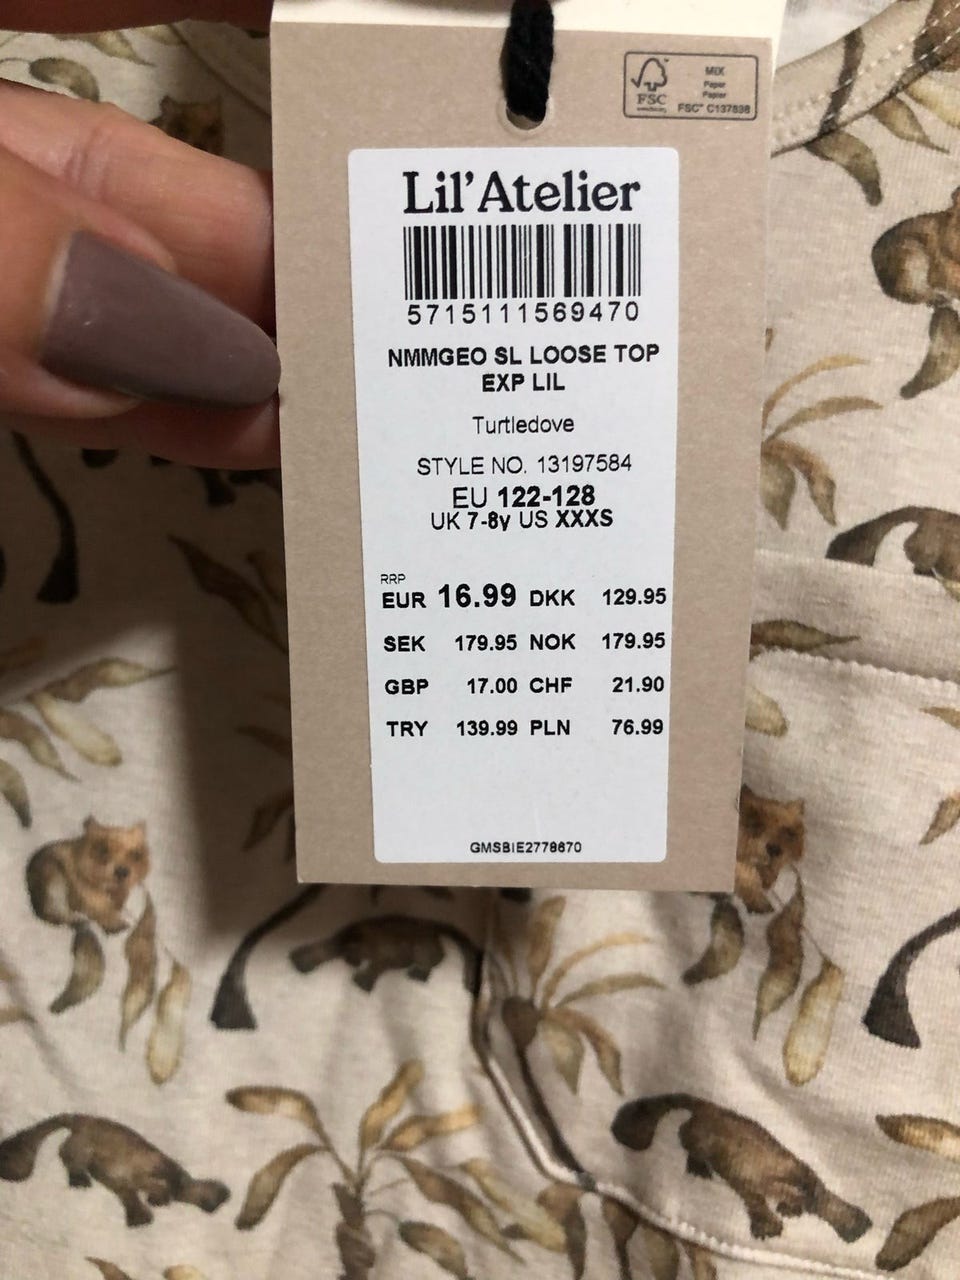 FSC
MIX
Paper
Papier
FSC™ C137898
Lil'Atelier
5715111569470
NMMGEO SL LOOSE TOP
EXP LIL
Turtledove
STYLE NO. 13197584
EU 122-128
UK 7-8y US XXXS
RRP
EUR 16.99 DKK 129.95
SEK 179.95 NOK 179.95
GBP 17.00 CHF 21.90
TRY 139.99 PLN 76.99
GMSBIE2778670